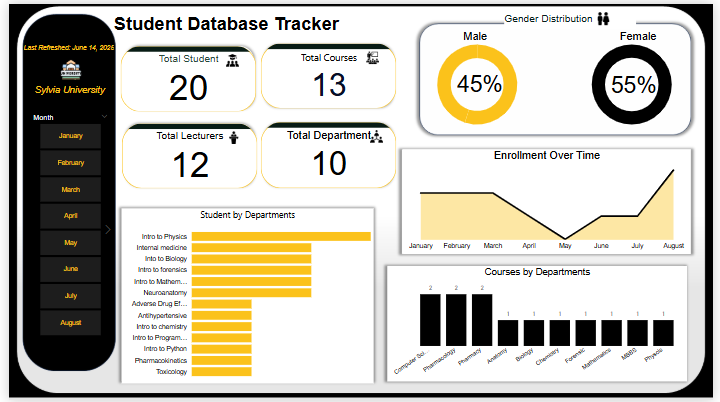 Student Database Tracker
Last Refreshed: June 14, 2026
Sylvia University
Month
January
February
March
April
May
June
July
August
Total Student
20
Total Courses
13
Total Lecturers
12
Total Department
10
Gender Distribution
Male
Female
45%
55%
Enrollment Over Time
January
February
March
April
May
June
July
August
Student by Departments
Intro to Physics
Internal medicine
Into to Biology
Intro to forensics
Intro to Mathem...
Neuroanatomy
Adverse Drug Ef...
Antihypertensive
Intro to chemistry
Intro to Program...
Intro to Python
Pharmacokinetics
Toxicology
Courses by Departments
2
2
2
1
1
1
1
1
1
1
Computer Sci...
Pharmacology
Pharmacy
Anatomy
Biology
Chemistry
Forensic
Mathematics
MBBS
Physics